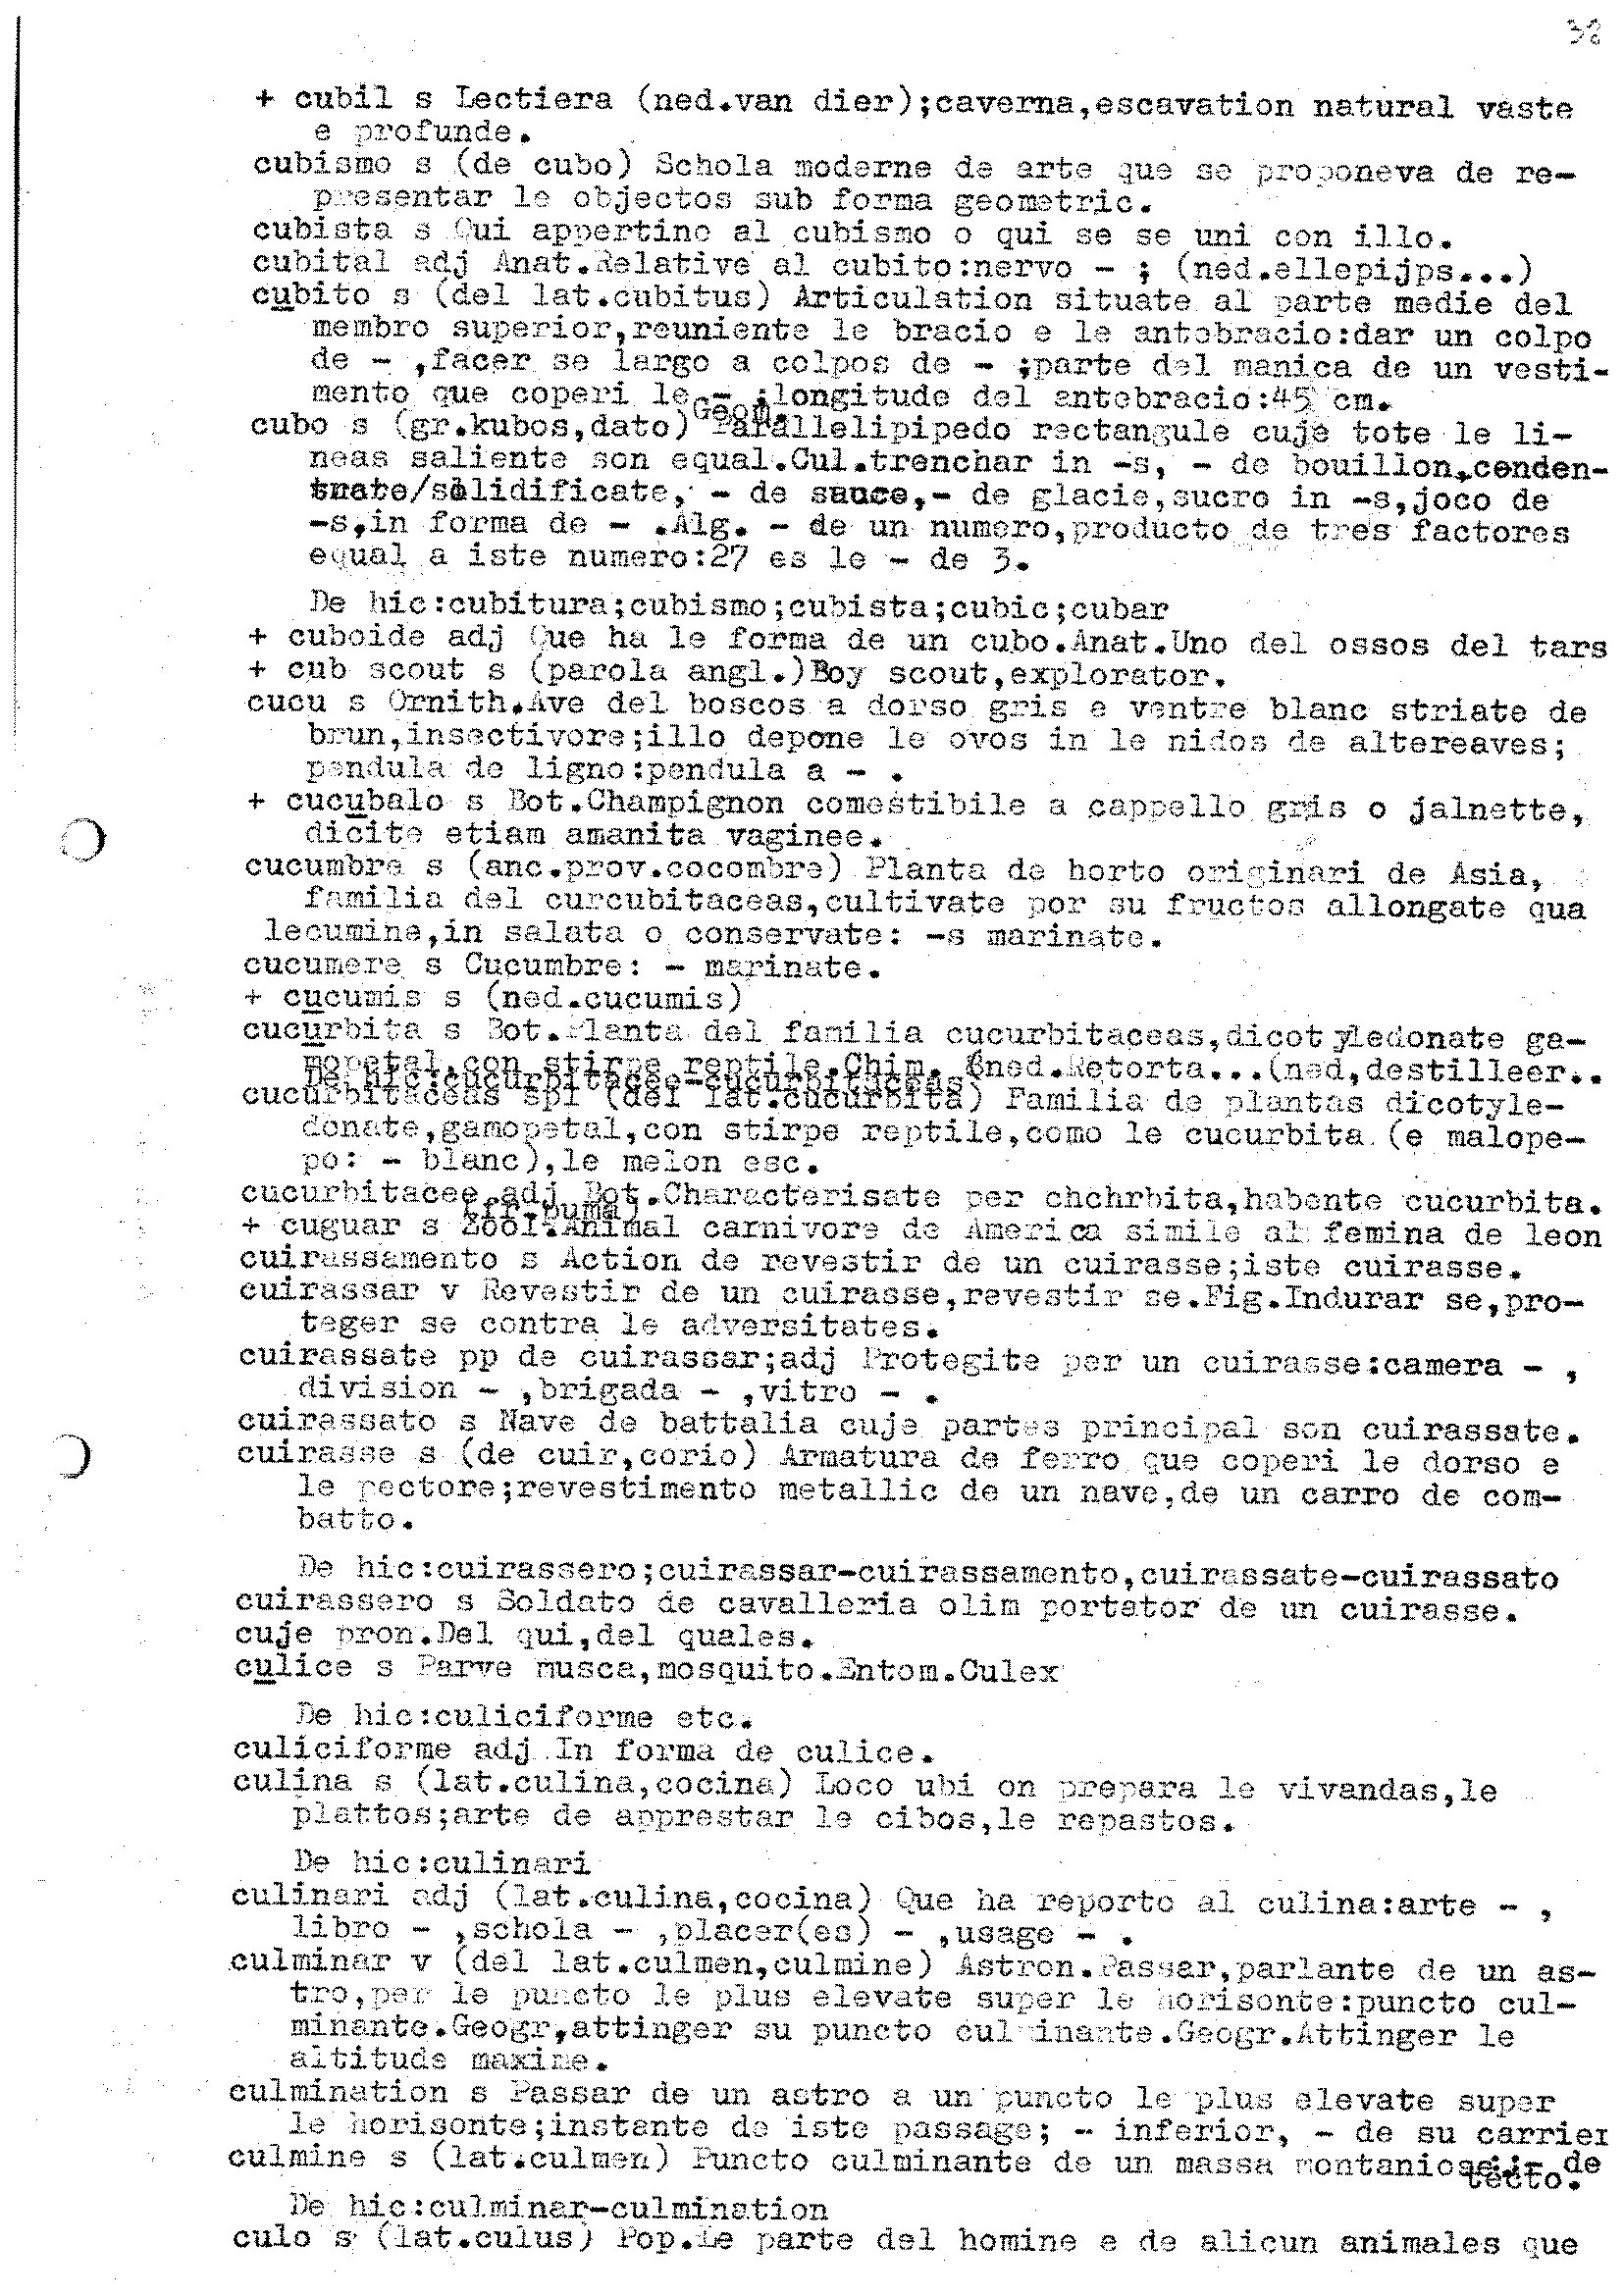 38
+ cubil s Lectiera (ned.van dier);caverna,escavation natural vaste
e profunde.
cubismo s (de cubo) Schola moderne de arte que se proponeva de re-
presentar le objectos sub forma geometric.
cubista s Qui appertine al cubismo o qui se se uni con illo.
cubital adj Anat.Relative al cubito:nervo - ; (ned.ellepijps...)
cubito s (del lat.cubitus) Articulation situate al parte medie del
membro superior,reuniente le bracio e le antebracio:dar un colpo
de - ,facer se largo a colpos de - ;parte del manica de un vesti-
mento que coperi le - ;longitude del antebracio:45 cm.
Geom.
cubo s (gr.kubos,dato) Parallelipipedo rectangule cuje tote le li-
neas saliente son equal.Cul.trenchar in -s, - de bouillon,conden-
/solidificate, - de sauce,- de glacie,sucro in -s,joco de
-s,in forma de - .Alg. - de un numero,producto de tres factores
equal a iste numero:27 es le - de 3.
De hic:cubitura;cubismo;cubista;cubic;cubar
+ cuboide adj Que ha le forma de un cubo.Anat.Uno del ossos del tars
+ cub scout s (parola angl.)Boy scout,explorator.
cucu s Ornith.Ave del boscos a dorso gris e ventre blanc striate de
brun,insectivore;illo depone le ovos in le nidos de altereaves;
pendula de ligno:pendula a - .
+ cucubalo s Bot.Champignon comestibile a cappello gris o jalnette,
dicite etiam amanita vaginee.
cucumbre s (anc.prov.cocombre) Planta de horto originari de Asia,
familia del curcubitaceas,cultivate por su fructos allongate qua
lecumine,in salata o conservate: -s marinate.
cucumere s Cucumbre: - marinate.
+ cucumis s (ned.cucumis)
cucurbita s Bot.Planta del familia cucurbitaceas,dicotyledonate ga-
mopetal,con stirpe reptile.Chim. (ned.Retorta...(ned,destilleer..
De hic:cucurbitacee-cucurbitaceas
cucurbitaceas spl (del lat.cucurbita) Familia de plantas dicotyle-
donate,gamopetal,con stirpe reptile,como le cucurbita (e malope-
po: - blanc),le melon esc.
cucurbitacee adj Bot.Characterisate per chchrbita,habente cucurbita.
(fr.puma)
+ cuguar s Zool.Animal carnivore de America simile al femina de leon
cuirassamento s Action de revestir de un cuirasse;iste cuirasse.
cuirassar v Revestir de un cuirasse,revestir se.Fig.Indurar se,pro-
teger se contra le adversitates.
cuirassate pp de cuirassar;adj Protegite per un cuirasse:camera - ,
division - ,brigada - ,vitro - .
cuirassato s Nave de battalia cuje partes principal son cuirassate.
cuirasse s (de cuir,corio) Armatura de ferro que coperi le dorso e
le pectore;revestimento metallic de un nave,de un carro de com-
batto.
De hic:cuirassero;cuirassar-cuirassamento,cuirassate-cuirassato
cuirassero s Soldato de cavalleria olim portator de un cuirasse.
cuje pron.Del qui,del quales.
culice s Parve musca,mosquito.Entom.Culex
De hic:culiciforme etc.
culiciforme adj In forma de culice.
culina s (lat.culina,cocina) Loco ubi on prepara le vivandas,le
plattos;arte de apprestar le cibos,le repastos.
De hic:culinari
culinari adj (lat.culina,cocina) Que ha reporto al culina:arte - ,
libro - ,schola - ,placer(es) - ,usage - .
culminar v (del lat.culmen,culmine) Astron.Passar,parlante de un as-
tro,per le puncto le plus elevate super le horisonte:puncto cul-
minante.Geogr,attinger su puncto culminante.Geogr.Attinger le
altitude maxime.
culmination s Passar de un astro a un puncto le plus elevate super
le horisonte;instante de iste passage; - inferior, - de su carrier
culmine s (lat.culmen) Puncto culminante de un massa montaniose;- de
tecto.
De hic:culminar-culmination
culo s (lat.culus) Pop.Le parte del homine e de alicun animales que